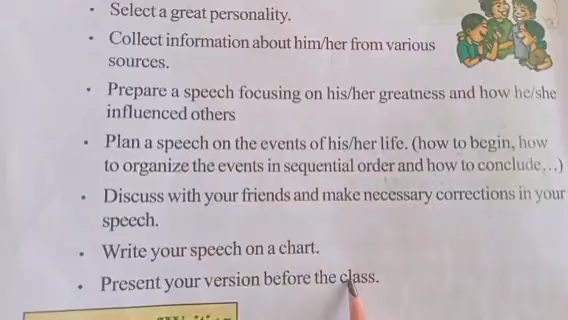 • Select a great personality.
• Collect information about him/her from various
sources.
• Prepare a speech focusing on his/her greatness and how he/she
influenced others
• Plan a speech on the events of his/her life. (how to begin, how
to organize the events in sequential order and how to conclude,..)
• Discuss with your friends and make necessary corrections in your
speech.
• Write your speech on a chart.
• Present your version before the class.